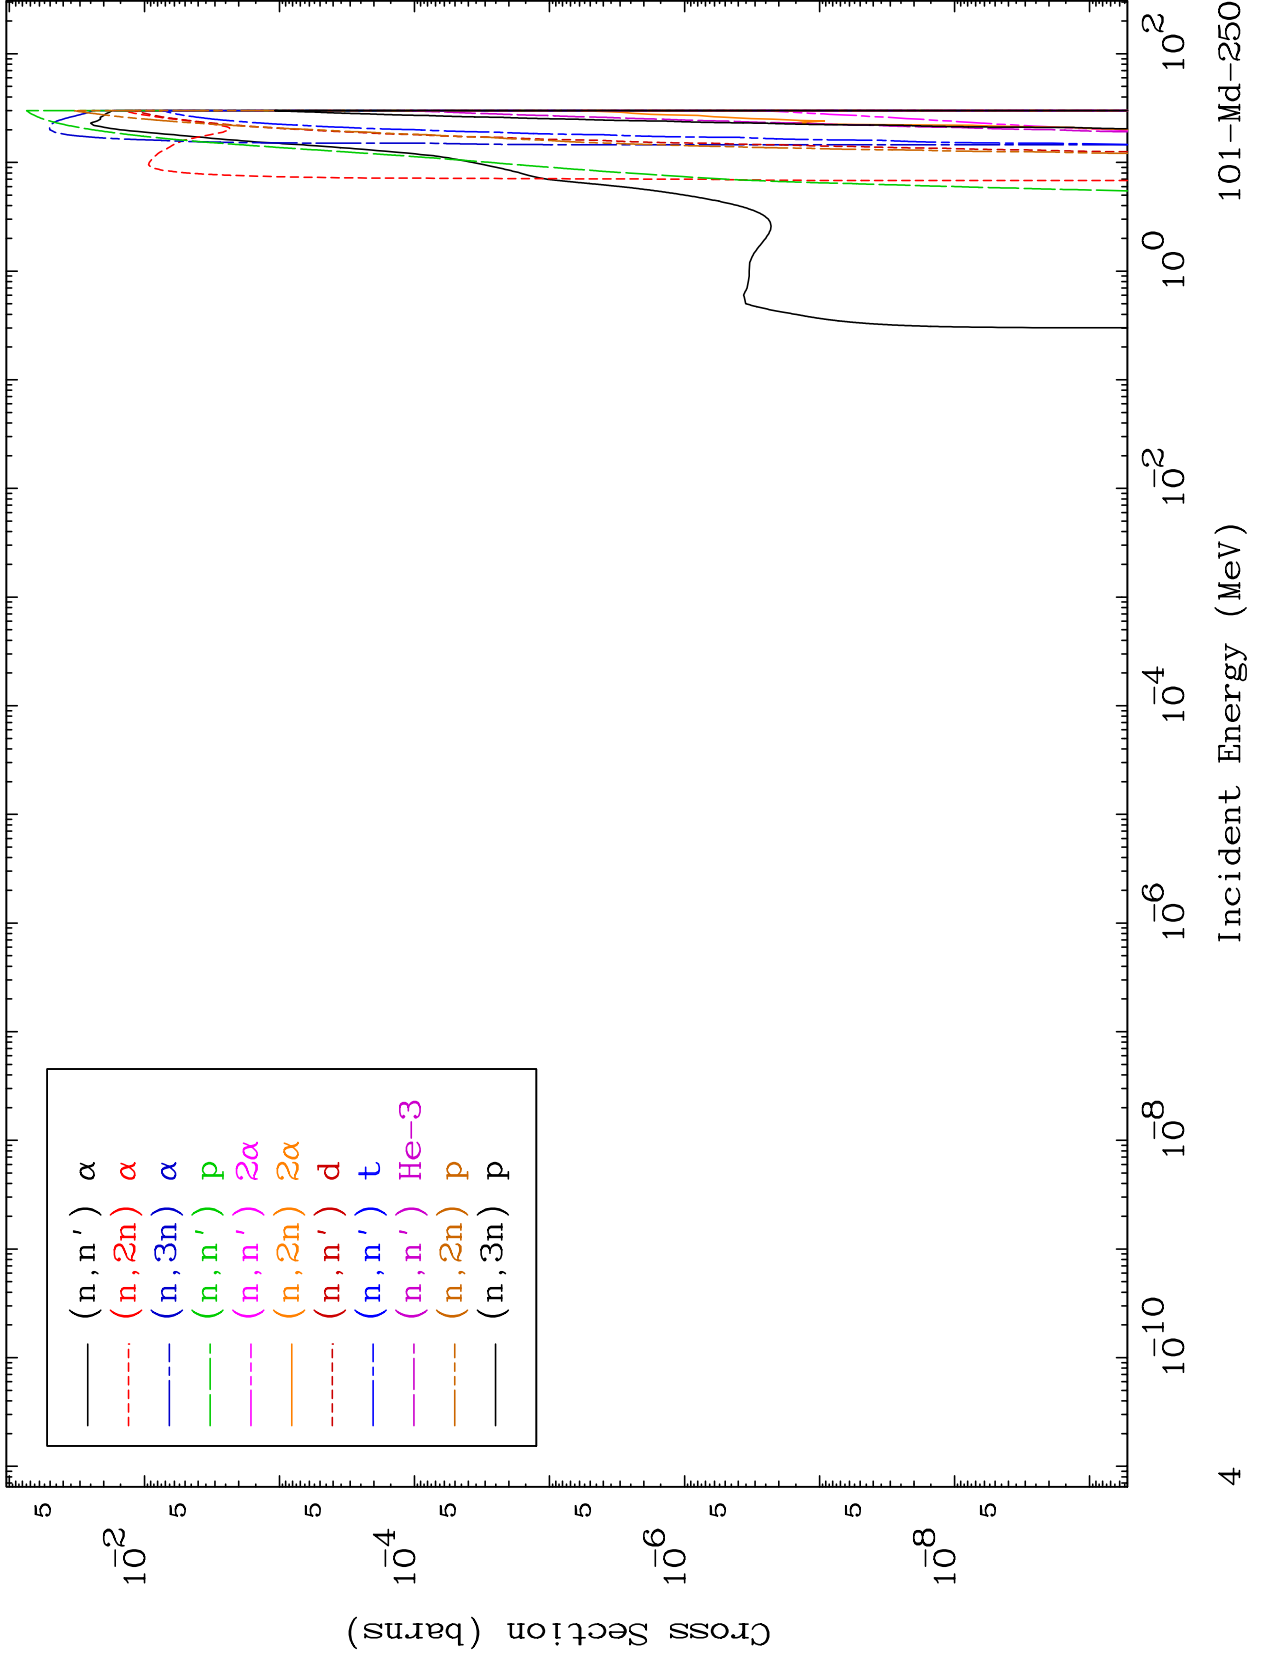 Cross Section (barns)
10-2
10-4
10-6
10-8
5
5
5
5
5
5
5
5
(n,n') α
(n,2n) α
(n,3n) α
(n,n') p
(n,n') 2α
(n,2n) 2α
(n,n') d
(n,n') t
(n,n') He-3
(n,2n) p
(n,3n) p
10-10
10-8
10-6
10-4
10-2
10 0
10 2
Incident Energy (MeV)
4
101-Md-250